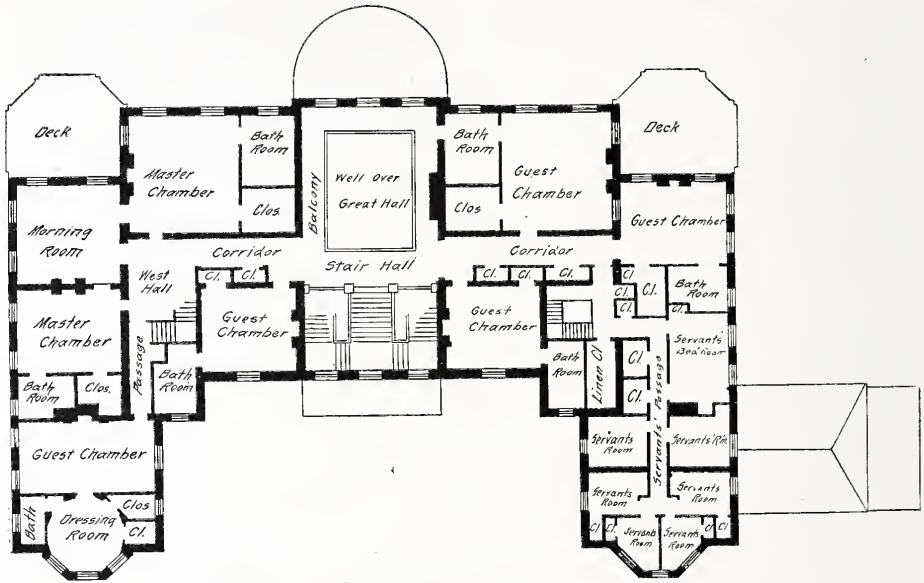 Deck
Master
Chamber
Bath
Room
Clos.
Balcony
Well Over
Great Hall
Bath
Room
Clos
Guest
Chamber
Deck
Morning
Room
Guest Chamber
Corridor
Stair Hall
Corridor
West
Hall
Cl.
Cl.
Cl.
Cl.
Cl.
Cl
Cl.
Cl
Cl.
Bath
Room
Cl.
Master
Chamber
Guest
Chamber
Guest
Chamber
Servants
Bed Room
Passage
Bath
Room
Bath
Room
Linen Cl
Cl.
Cl.
Servants' Passage
Bath
Room
Clos.
Guest Chamber
Servants
Room
Servants' Rm.
Bath
Dressing
Room
Clos
Cl.
Servants
Room
Servants
Room
Cl
Cl.
Servants
Room
Servants
Room
Cl
Cl